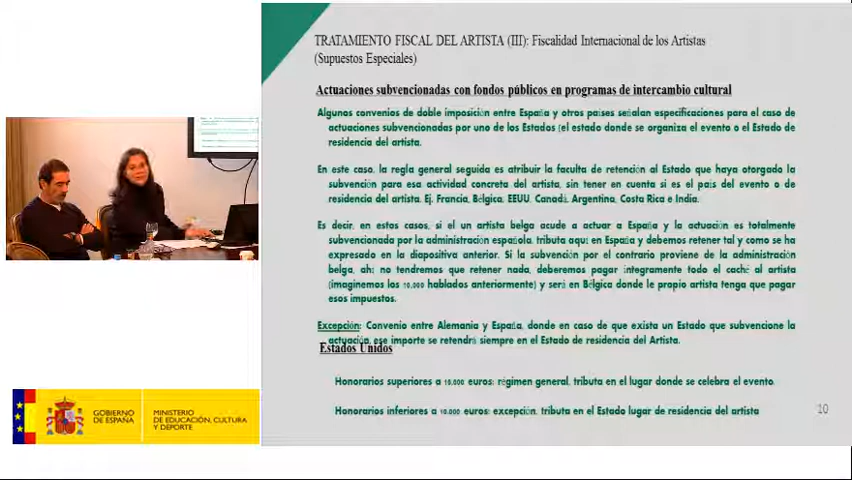 TRATAMIENTO FISCAL DEL ARTISTA (III): Fiscalidad Internacional de los Artistas
(Supuestos Especiales)
Actuaciones subvencionadas con fondos públicos en programas de intercambio cultural
Algunos convenios de doble imposición entre España y otros países señalan especificaciones para el caso de
actuaciones subvencionadas por uno de los Estados (el estado donde se organiza el evento o el Estado de
residencia del artista.
En este caso, la regla general seguida es atribuir la faculta de retención al Estado que haya otorgado la
subvención para esa actividad concreta del artista, sin tener en cuenta si es el país del evento o de
residencia del artista. Ej. Francia, Bélgica, EEUU, Canadá, Argentina, Costa Rica e India.
Es decir, en estos casos, si el un artista belga acude a actuar a España y la actuación es totalmente
subvencionada por la administración española, tributa aquí en España y debemos retener tal y como se ha
expresado en la diapositiva anterior. Si la subvención por el contrario proviene de la administración
belga, ahí no tendremos que retener nada, deberemos pagar íntegramente todo el caché al artista
(imaginemos los 10.000 hablados anteriormente) y será en Bélgica donde le propio artista tenga que pagar
esos impuestos.
Excepción: Convenio entre Alemania y España, donde en caso de que exista un Estado que subvencione la
actuación, ese importe se retendrá siempre en el Estado de residencia del Artista.
Estados Unidos
Honorarios superiores a 10.000 euros: régimen general, tributa en el lugar donde se celebra el evento
Honorarios inferiores a 10.000 euros: excepción, tributa en el Estado lugar de residencia del artista
10
GOBIERNO
DE ESPAÑA
MINISTERIO
DE EDUCACIÓN, CULTURA
Y DEPORTE